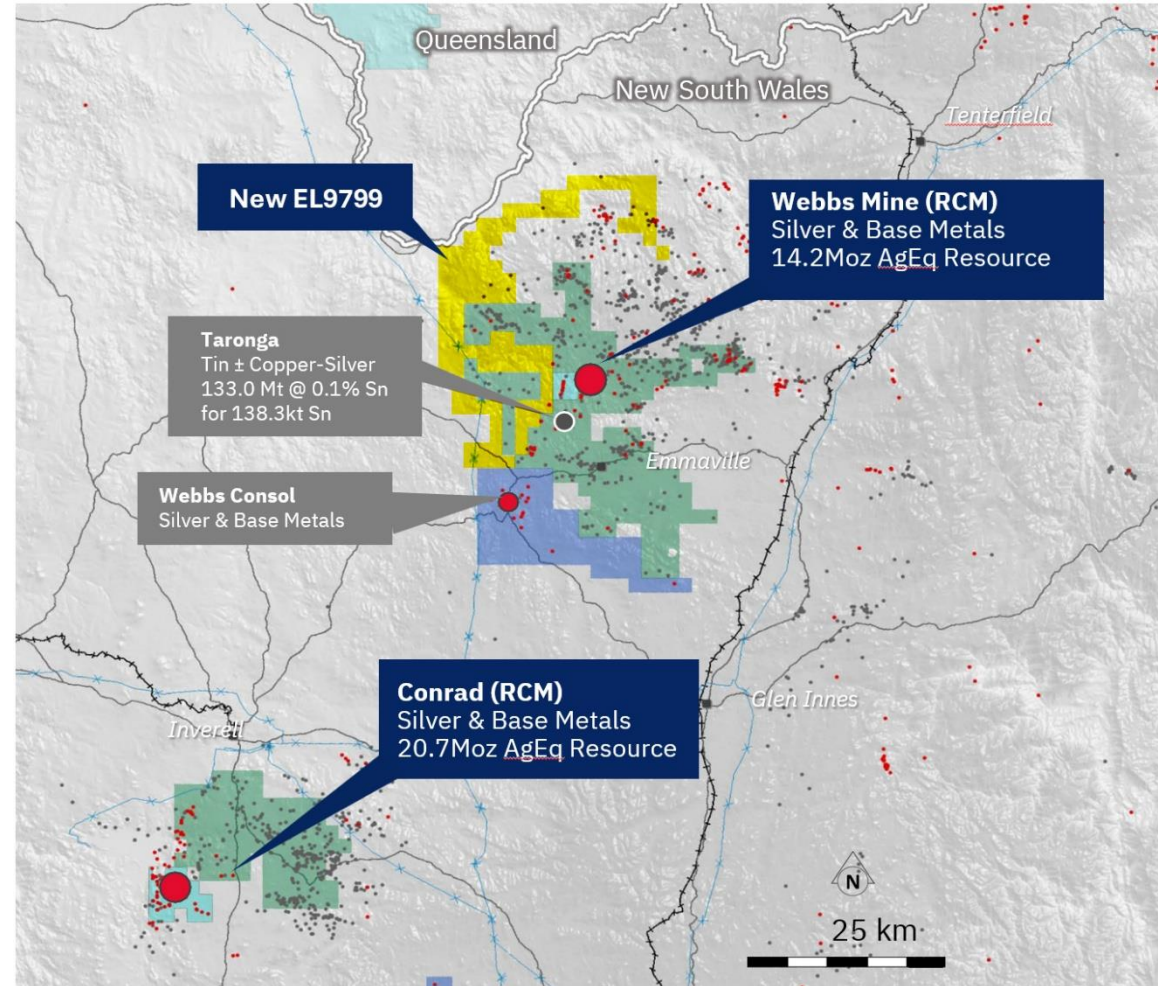 Queensland
New South Wales
Tenterfield
New EL9799
Webbs Mine (RCM)
Silver & Base Metals
14.2Moz AgEq Resource
Taronga
Tin ± Copper-Silver
133.0 Mt @ 0.1% Sn
for 138.3kt Sn
Emmaville
Webbs Consol
Silver & Base Metals
Conrad (RCM)
Silver & Base Metals
20.7Moz AgEq Resource
Glen Innes
Inverell
N
25 km